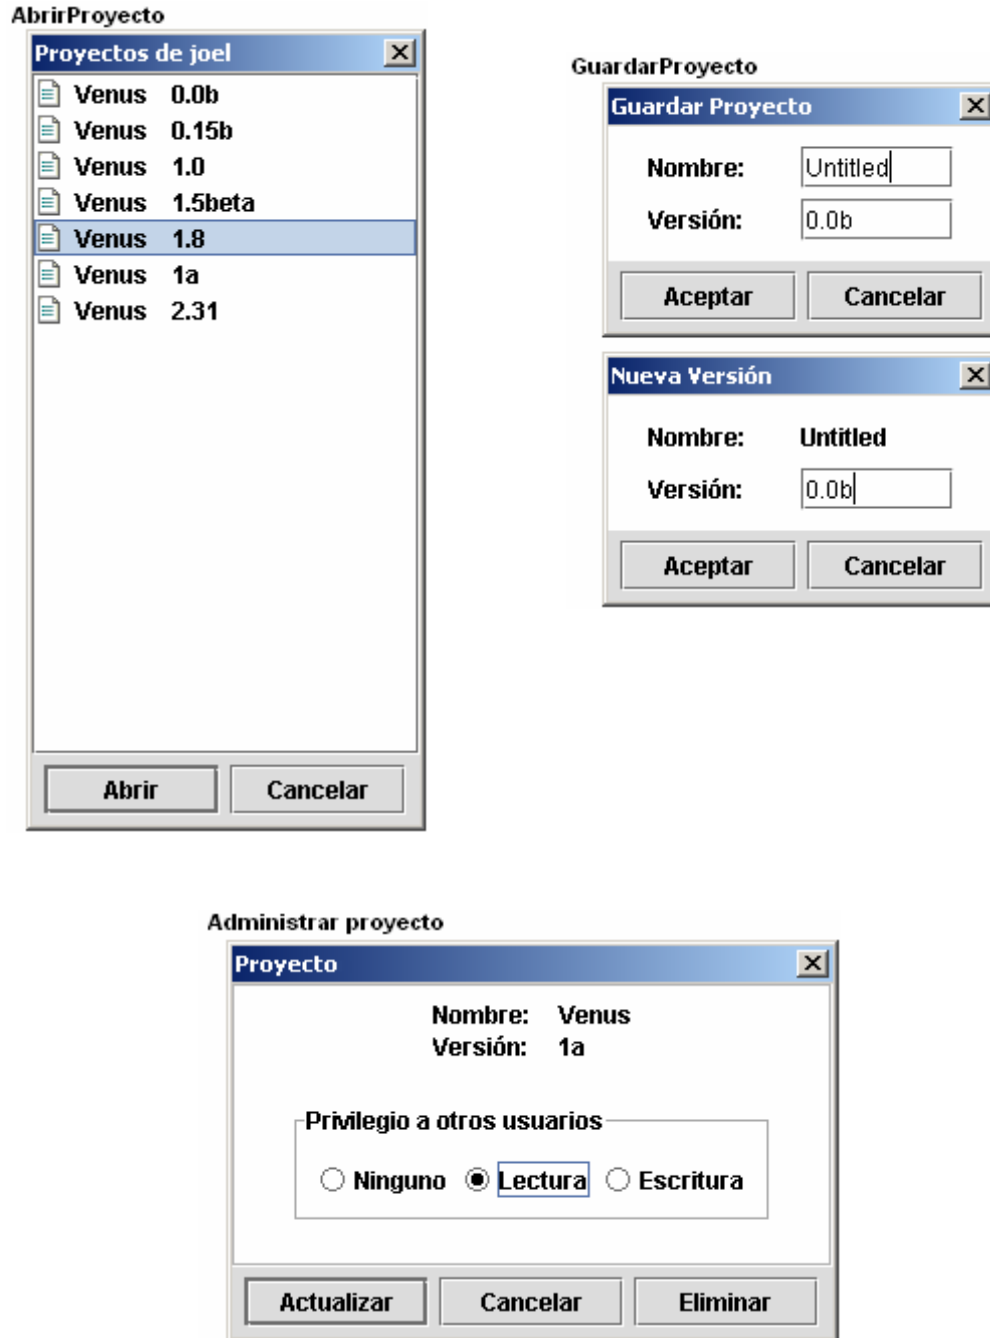 AbrirProyecto
Proyectos de joel
Venus 0.0b
Venus 0.15b
Venus 1.0
Venus 1.5beta
Venus 1.8
Venus 1a
Venus 2.31
Abrir Cancelar
GuardarProyecto
Guardar Proyecto
Nombre: Untitled
Versión: 0.0b
Aceptar Cancelar
Nueva Versión
Nombre: Untitled
Versión: 0.0b
Aceptar Cancelar
Administrar proyecto
Proyecto
Nombre: Venus
Versión: 1a
Privilegio a otros usuarios
Ninguno Lectura Escritura
Actualizar Cancelar Eliminar